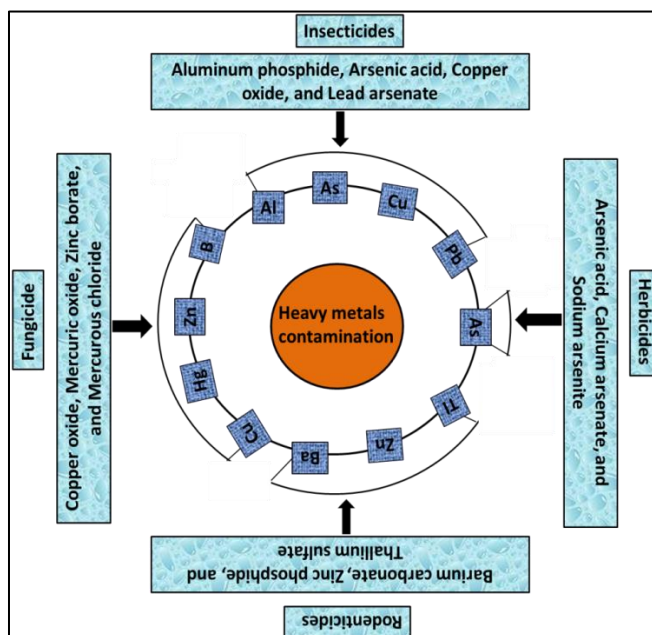 Insecticides
Aluminum phosphide, Arsenic acid, Copper
oxide, and Lead arsenate
Fungicide
Copper oxide, Mercuric oxide, Zinc borate,
and Mercurous chloride
Al
As
Cu
Pb
As
Tl
Zn
Ba
Cu
Hg
Zn
B
Heavy metals
contamination
Arsenic acid, Calcium arsenate, and
Sodium arsenite
Herbicides
Barium carbonate, Zinc phosphide, and,
Thallium sulfate
Rodenticides